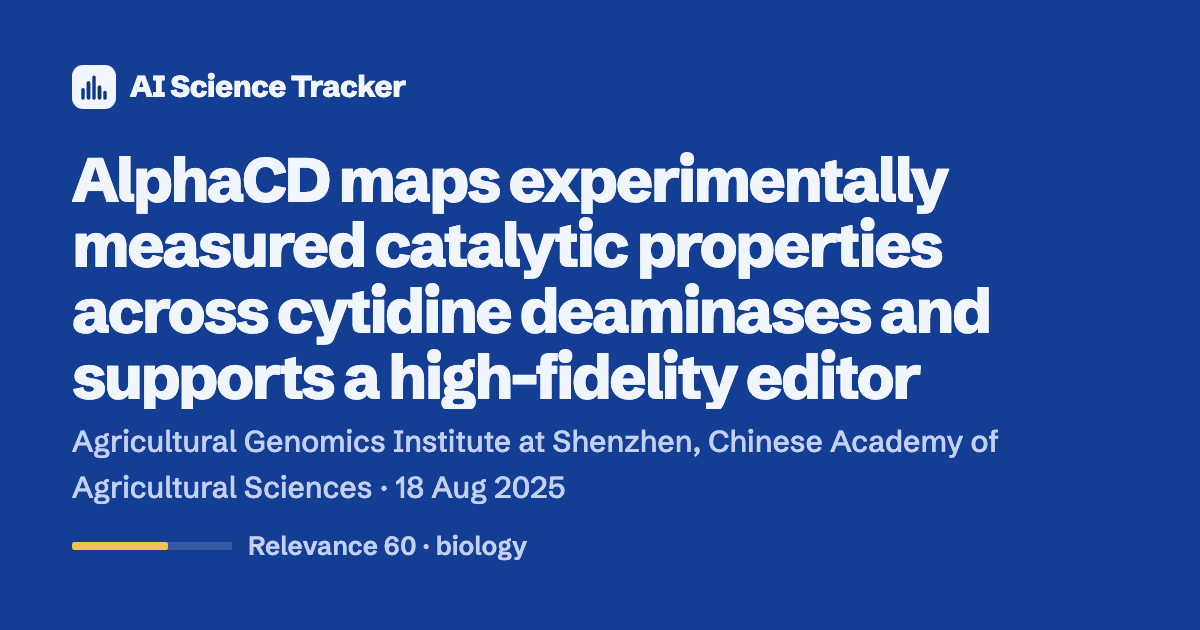 AI Science Tracker
AlphaCD maps experimentally
measured catalytic properties
across cytidine deaminases and
supports a high-fidelity editor
Agricultural Genomics Institute at Shenzhen, Chinese Academy of
Agricultural Sciences · 18 Aug 2025
Relevance 60 · biology